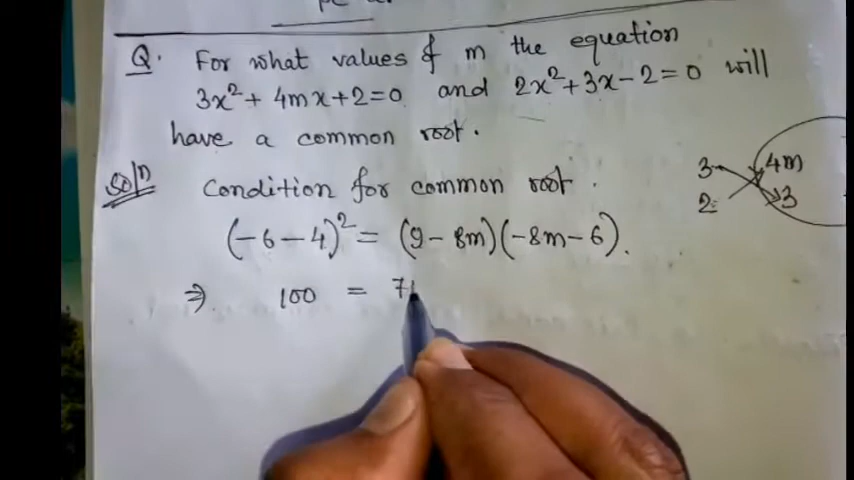 Q. For what values of m the equation
3x² + 4mx + 2 = 0 and 2x² + 3x - 2 = 0 will
have a common root.
Sol/n Condition for common root.
3 4m
2 3
(-6 - 4)² = (9 - 8m)(-8m - 6).
⇒ 100 = 7